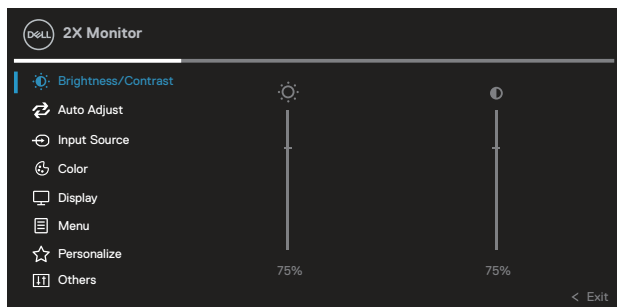 DELL 2X Monitor
Brightness/Contrast
Auto Adjust
Input Source
Color
Display
Menu
Personalize
Others
75% 75%
< Exit